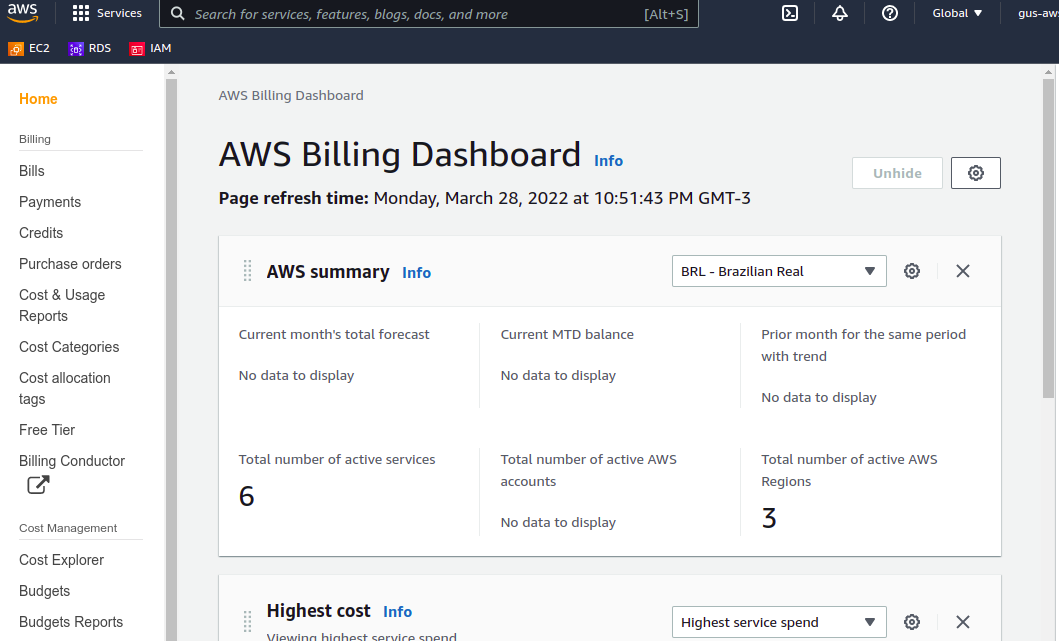 aws
Services
Search for services, features, blogs, docs, and more
[Alt+S]
Global
gus-aws
EC2
RDS
IAM
Home
Billing
Bills
Payments
Credits
Purchase orders
Cost & Usage
Reports
Cost Categories
Cost allocation
tags
Free Tier
Billing Conductor
Cost Management
Cost Explorer
Budgets
Budgets Reports
AWS Billing Dashboard
AWS Billing Dashboard Info
Unhide
Page refresh time: Monday, March 28, 2022 at 10:51:43 PM GMT-3
AWS summary Info
BRL - Brazilian Real
Current month's total forecast
No data to display
Current MTD balance
No data to display
Prior month for the same period
with trend
No data to display
Total number of active services
6
Total number of active AWS
accounts
No data to display
Total number of active AWS
Regions
3
Highest cost Info
Viewing highest service spend
Highest service spend